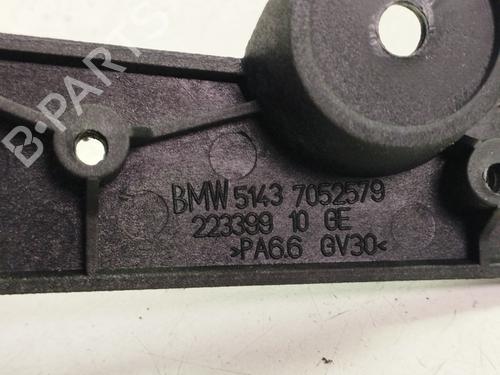 B-PARTS
BMW 5143 7052579
223399 10 GE
>PA6.6 GV30<